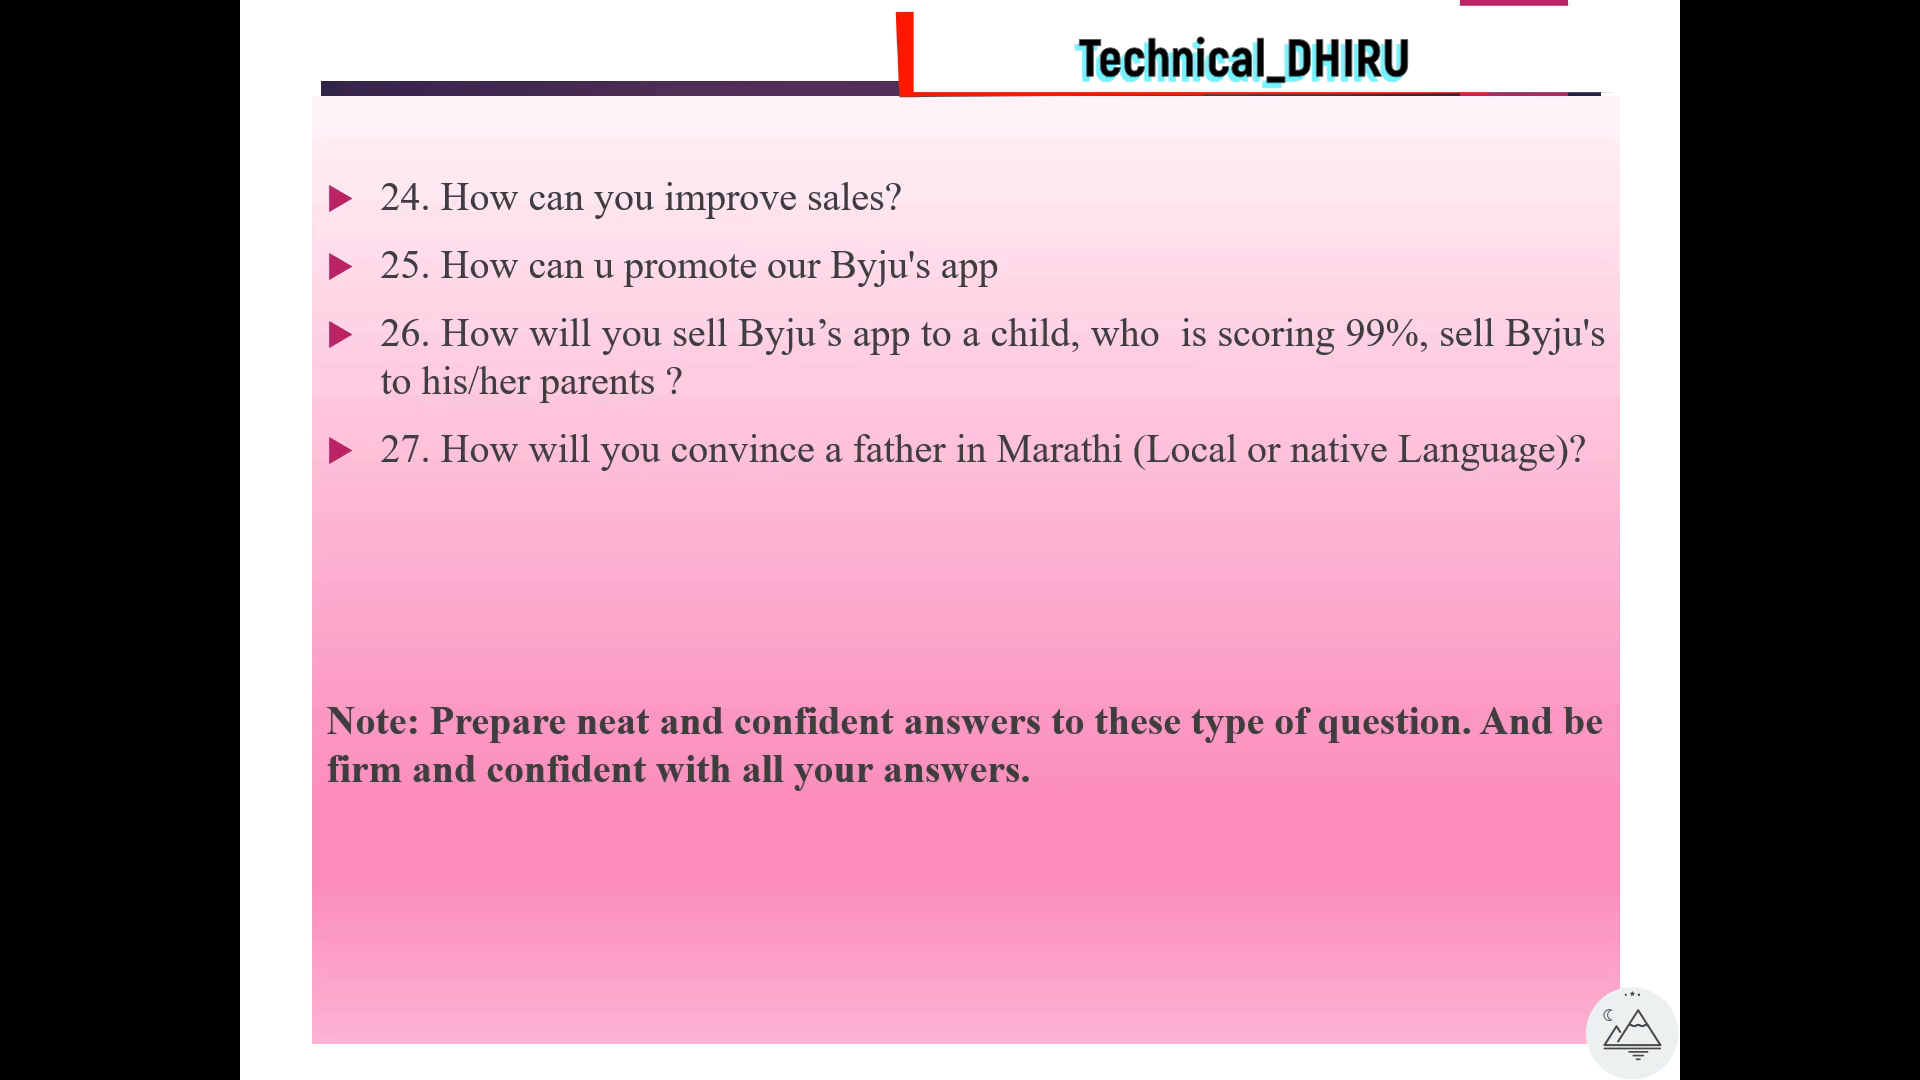 Technical_DHIRU
24. How can you improve sales?
25. How can u promote our Byju's app
26. How will you sell Byju’s app to a child, who  is scoring 99%, sell Byju's
to his/her parents ?
27. How will you convince a father in Marathi (Local or native Language)?
Note: Prepare neat and confident answers to these type of question. And be
firm and confident with all your answers.